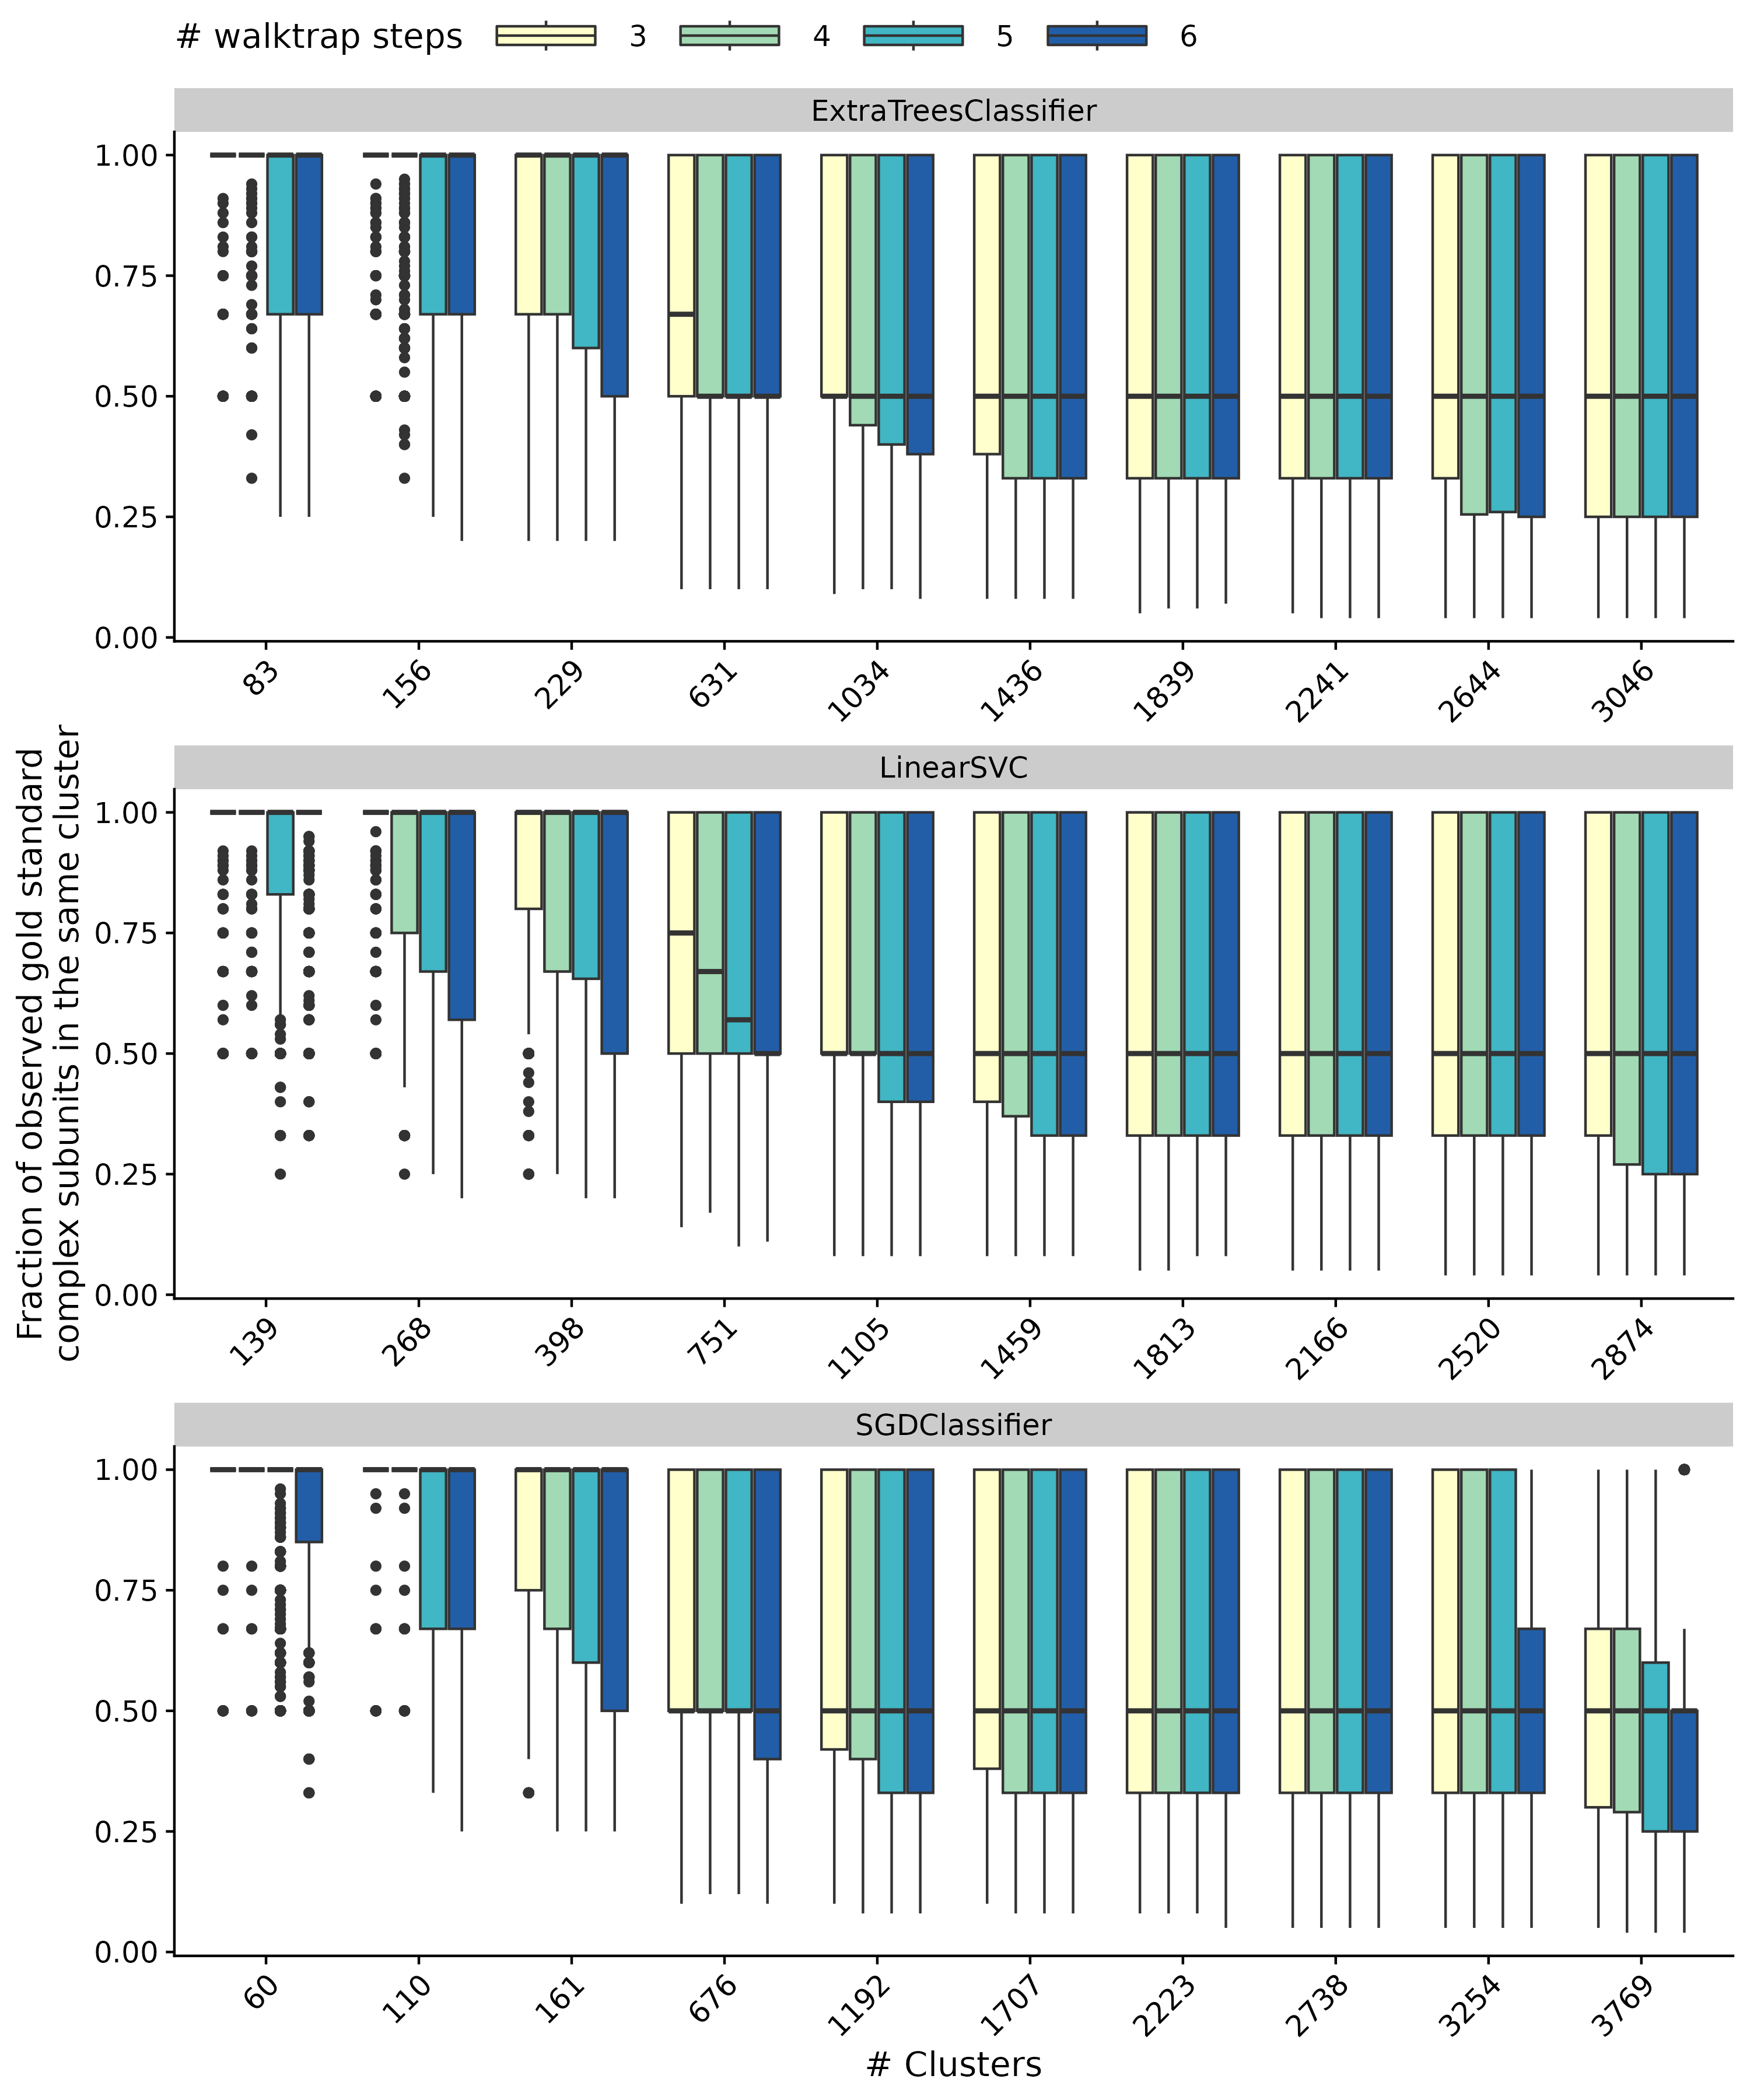 # walktrap steps 3 4 5 6
ExtraTreesClassifier
1.00
0.75
0.50
0.25
0.00
83 156 229 631 1034 1436 1839 2241 2644 3046
Fraction of observed gold standard
complex subunits in the same cluster
LinearSVC
1.00
0.75
0.50
0.25
0.00
139 268 398 751 1105 1459 1813 2166 2520 2874
SGDClassifier
1.00
0.75
0.50
0.25
0.00
60 110 161 676 1192 1707 2223 2738 3254 3769
# Clusters